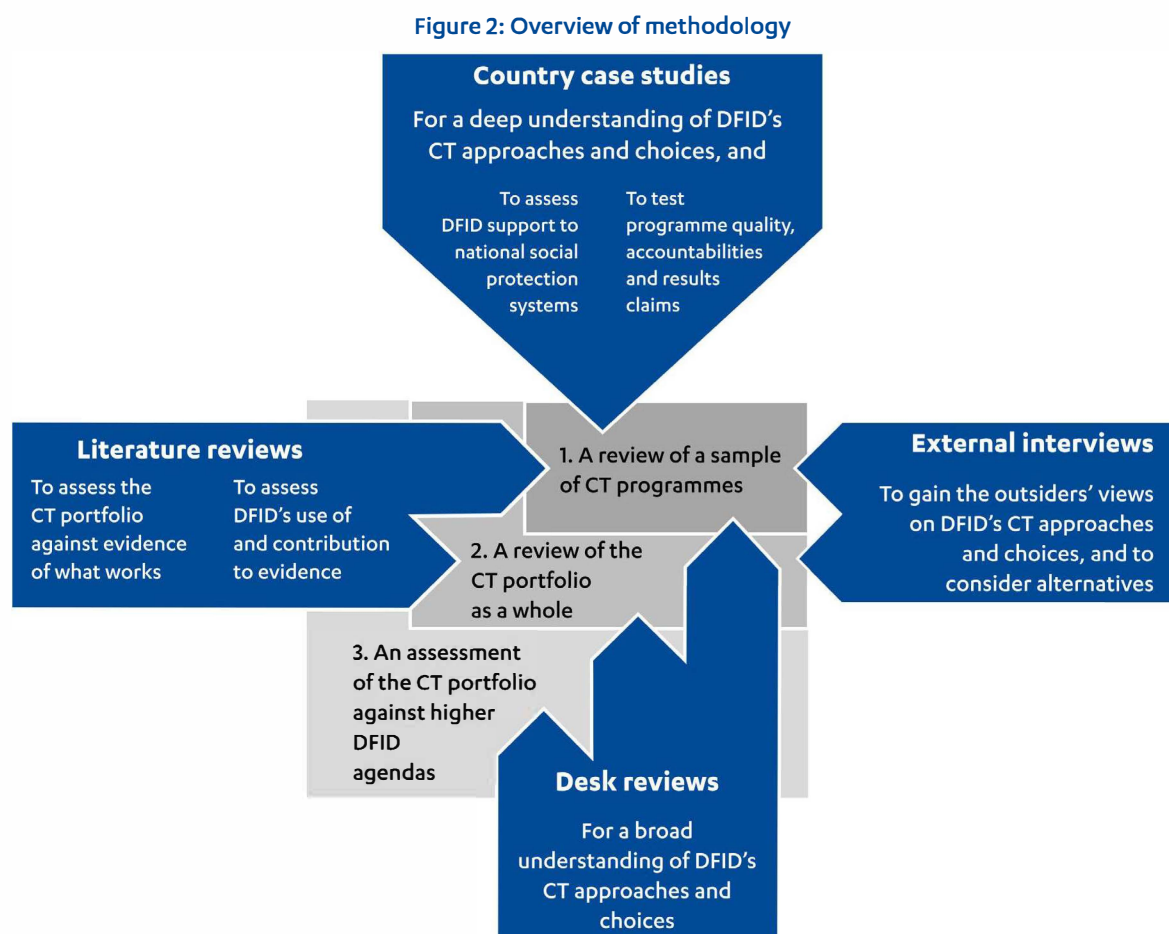 Figure 2: Overview of methodology
Country case studies
For a deep understanding of DFID’s
CT approaches and choices, and
To assess
DFID support to
national social
protection
systems
To test
programme quality,
accountabilities
and results
claims
Literature reviews
To assess the
CT portfolio
against evidence
of what works
To assess
DFID’s use of
and contribution
to evidence
1. A review of a sample
of CT programmes
External interviews
To gain the outsiders’ views
on DFID’s CT approaches
and choices, and to
consider alternatives
2. A review of the
CT portfolio
as a whole
3. An assessment
of the CT portfolio
against higher
DFID
agendas
Desk reviews
For a broad
understanding of DFID’s
CT approaches and
choices